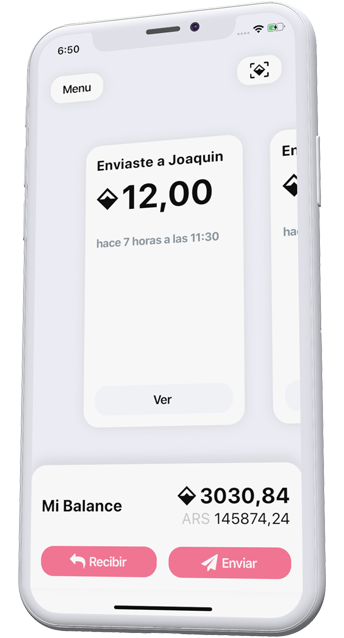 6:50
Menu
Enviaste a Joaquin
12,00
hace 7 horas a las 11:30
Ver
En
hac
Mi Balance
3030,84
ARS 145874,24
Recibir
Enviar